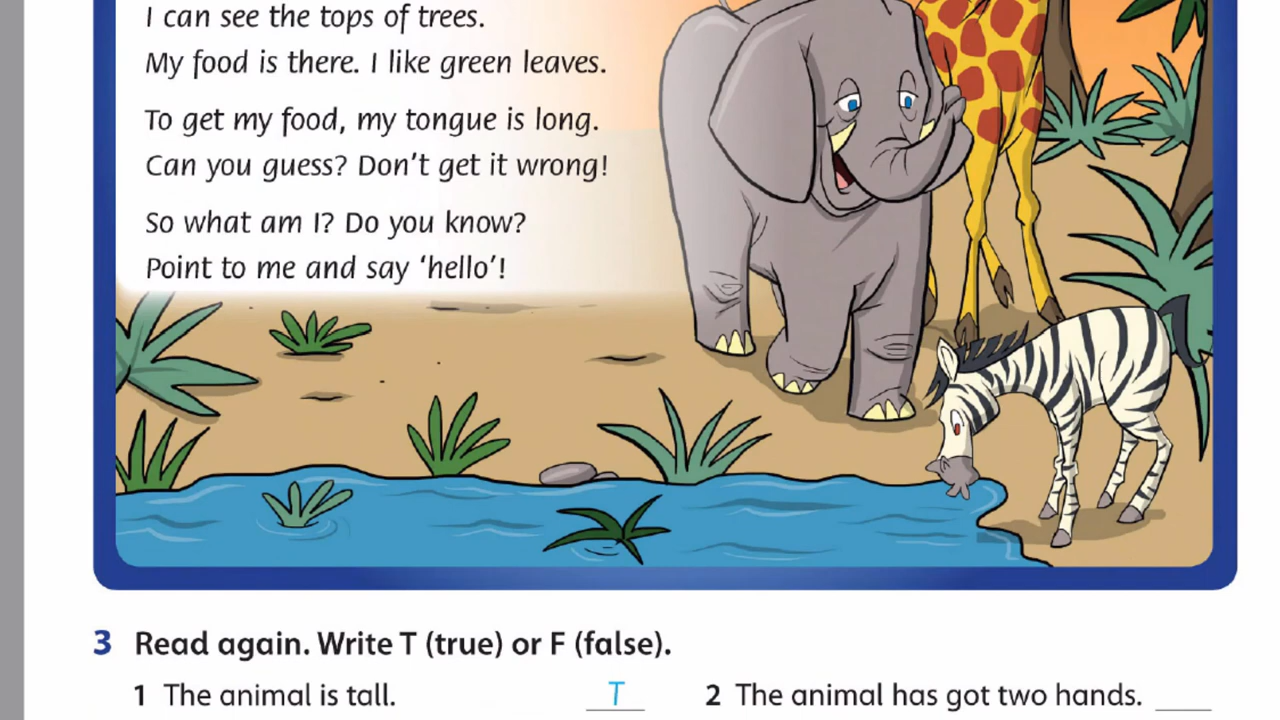 I can see the tops of trees.
My food is there. I like green leaves.
To get my food, my tongue is long.
Can you guess? Don't get it wrong!
So what am I? Do you know?
Point to me and say 'hello'!
3 Read again. Write T (true) or F (false).
1 The animal is tall. T
2 The animal has got two hands. ____